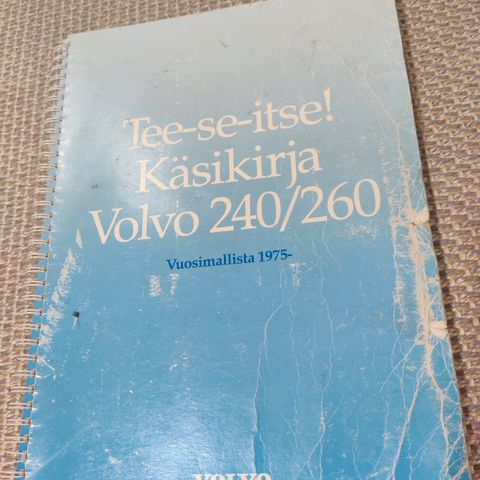 Tee-se-itse!
Käsikirja
Volvo 240/260
Vuosimallista 1975-
VOLVO